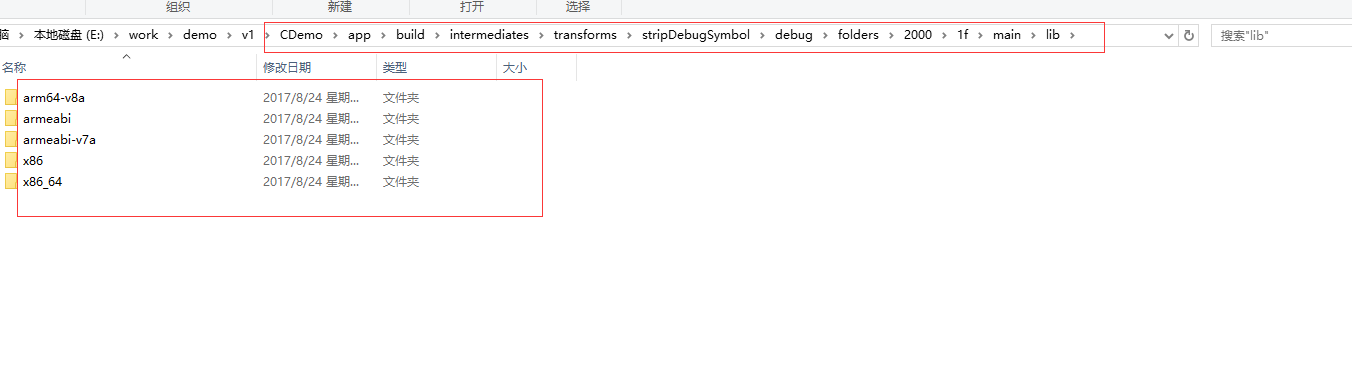 组织 新建 打开 选择
脑 › 本地磁盘 (E:) › work › demo › v1 › CDemo › app › build › intermediates › transforms › stripDebugSymbol › debug › folders › 2000 › 1f › main › lib › 搜索"lib"
名称 修改日期 类型 大小
arm64-v8a 2017/8/24 星期... 文件夹
armeabi 2017/8/24 星期... 文件夹
armeabi-v7a 2017/8/24 星期... 文件夹
x86 2017/8/24 星期... 文件夹
x86_64 2017/8/24 星期... 文件夹